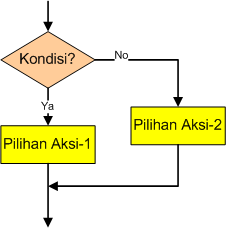 Kondisi?
No
Ya
Pilihan Aksi-1
Pilihan Aksi-2